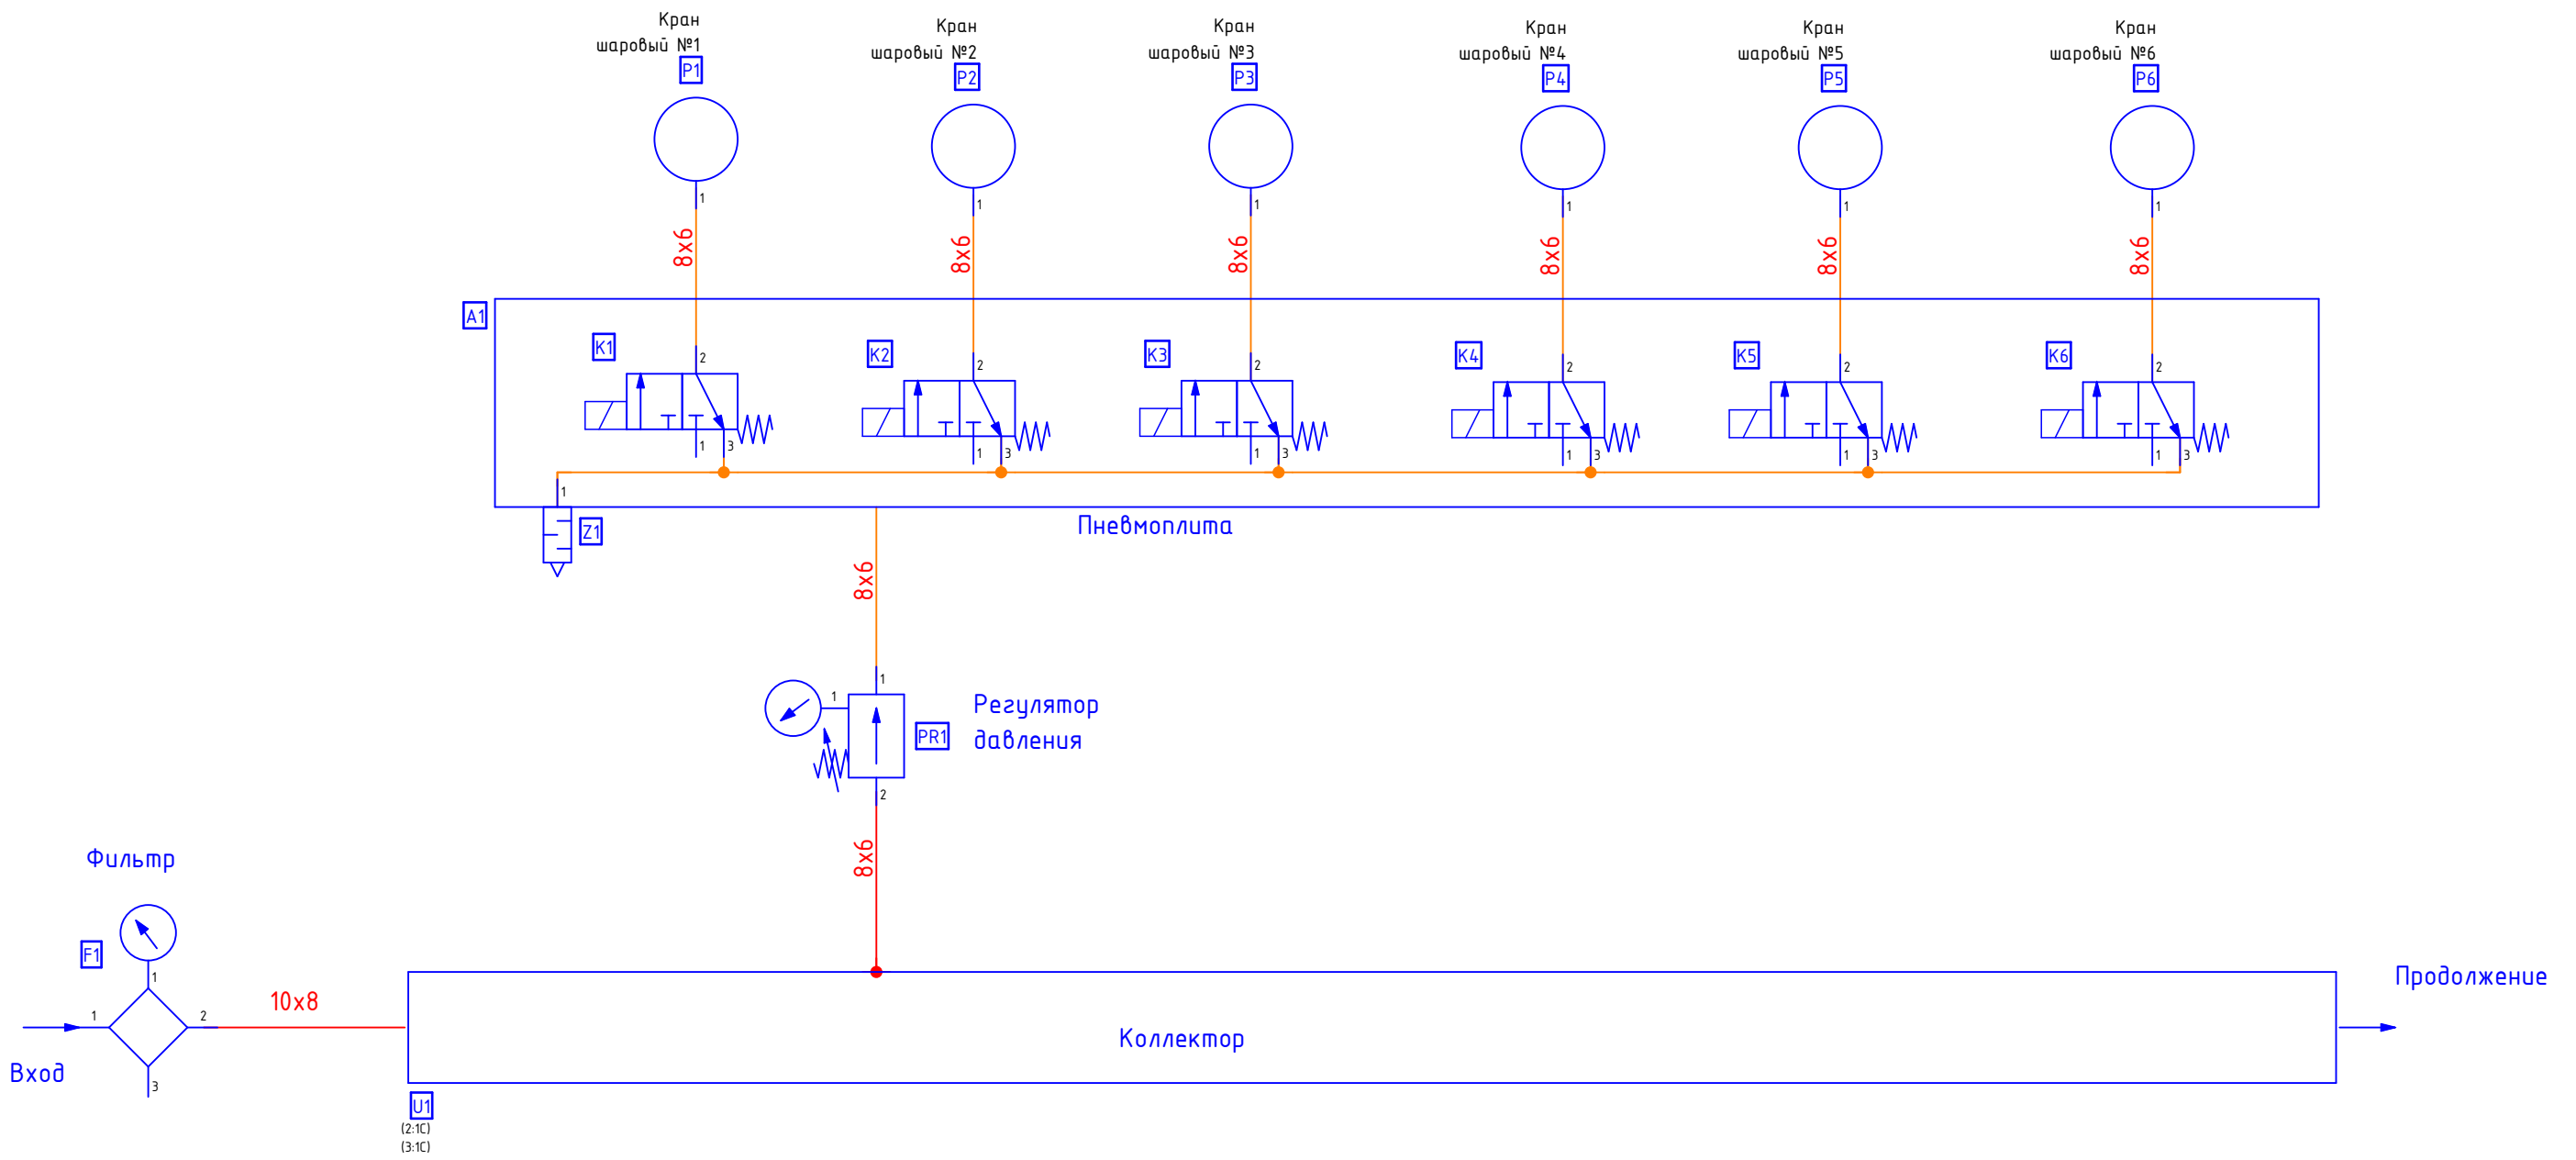 Кран
шаровый №1
P1
Кран
шаровый №2
P2
Кран
шаровый №3
P3
Кран
шаровый №4
P4
Кран
шаровый №5
P5
Кран
шаровый №6
P6
1
1
1
1
1
1
8x6
8x6
8x6
8x6
8x6
8x6
A1
K1
2
K2
2
K3
2
K4
2
K5
2
K6
2
1 3
1 3
1 3
1 3
1 3
1 3
1
Z1
Пневмоплита
8x6
1
1
PR1
Регулятор
давления
2
8x6
Фильтр
F1
1
1
2
3
Вход
10x8
Коллектор
Продолжение
U1
(2:1C)
(3:1C)